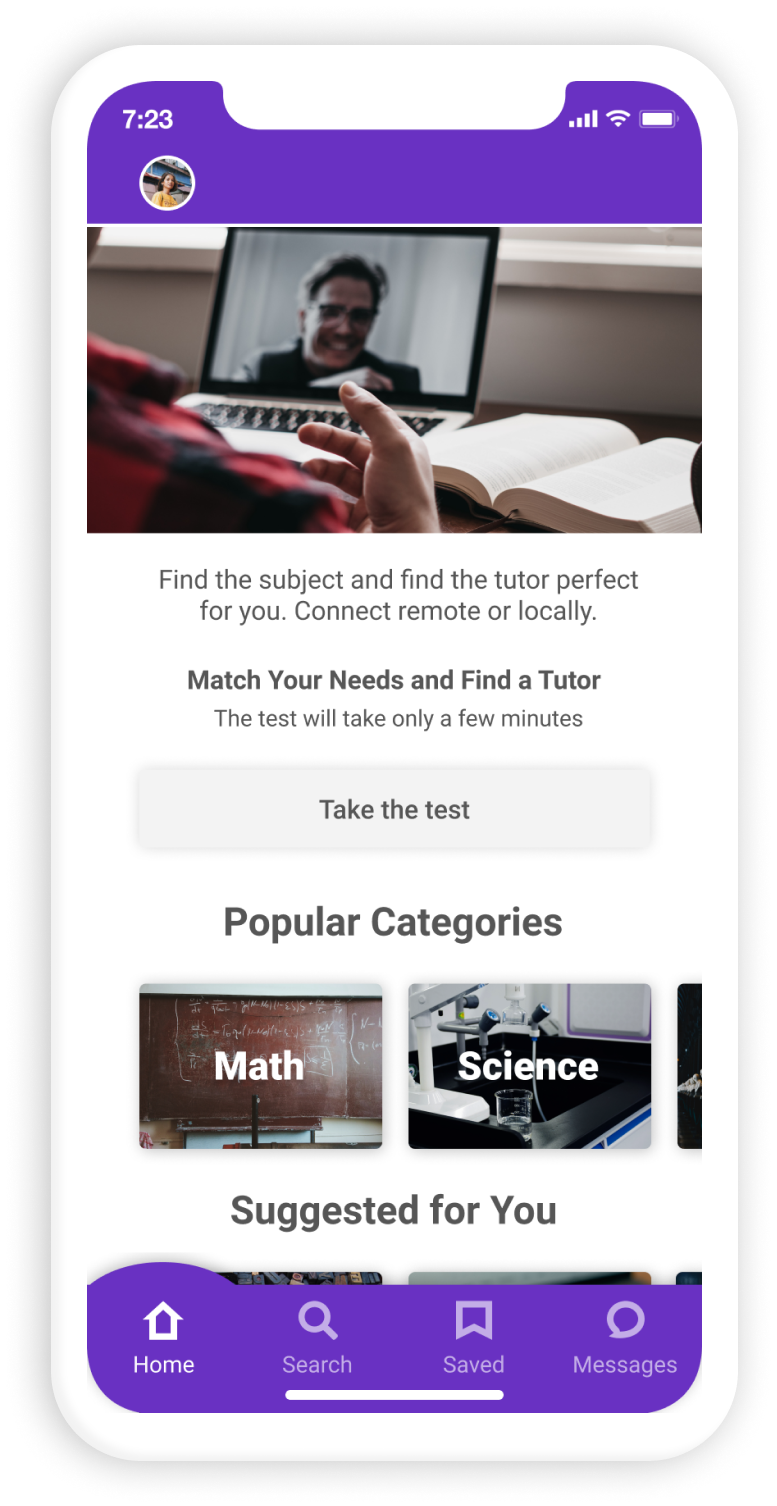 7:23
Find the subject and find the tutor perfect
for you. Connect remote or locally.
Match Your Needs and Find a Tutor
The test will take only a few minutes
Take the test
Popular Categories
Math
Science
Suggested for You
Home
Search
Saved
Messages